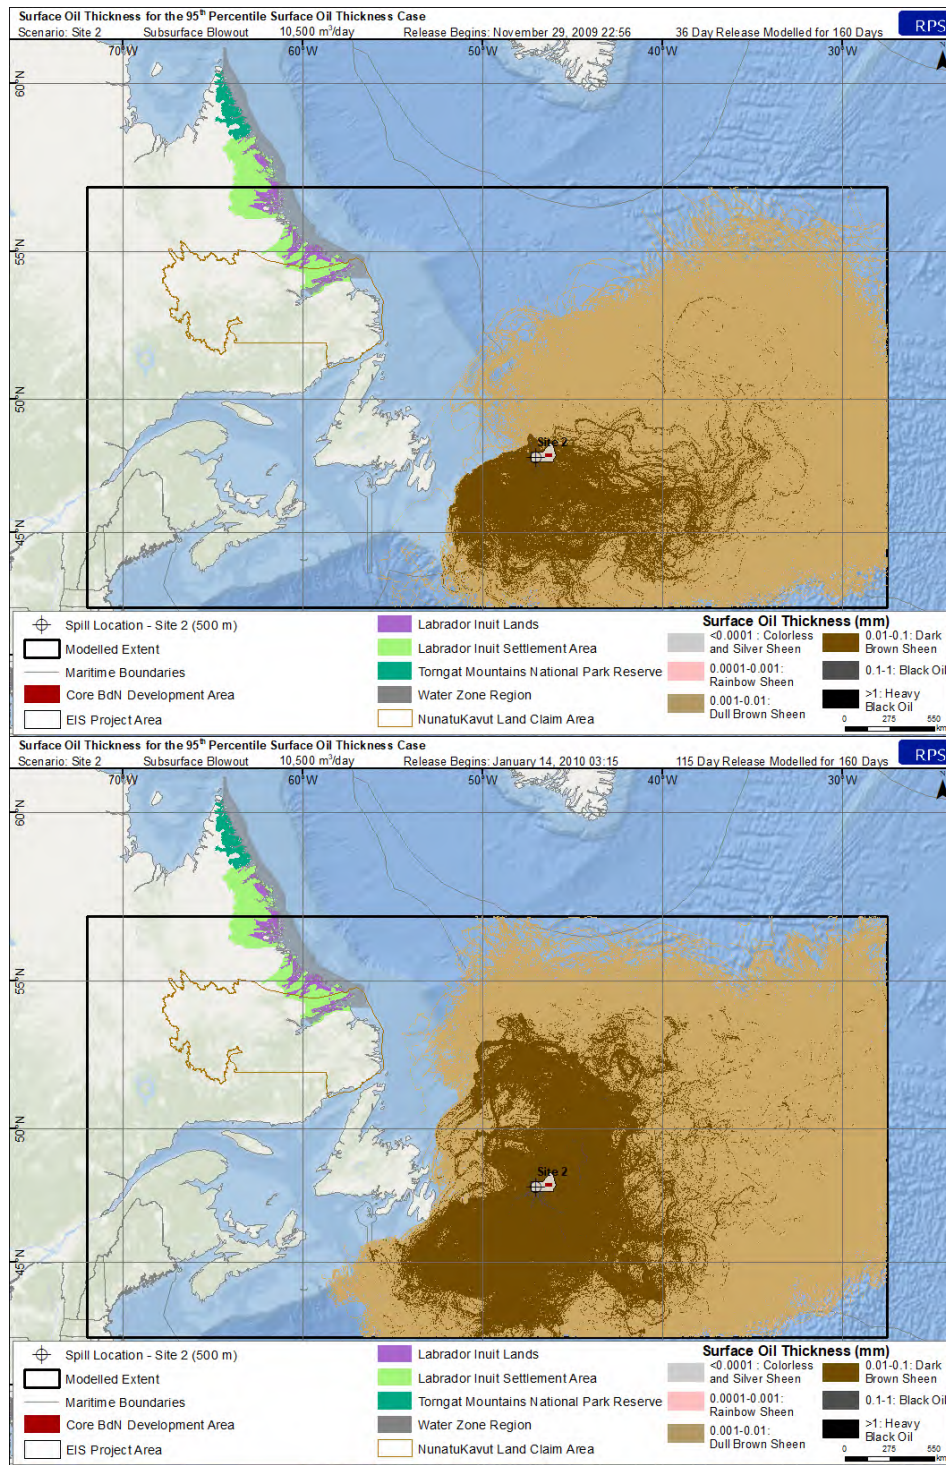 Surface Oil Thickness for the 95th Percentile Surface Oil Thickness Case
Scenario: Site 2 Subsurface Blowout 10,500 m³/day Release Begins: November 29, 2009 22:56 36 Day Release Modelled for 160 Days
RPS
70°W 60°W 50°W 40°W 30°W
60°N
55°N
50°N
Site 2
45°N
Spill Location - Site 2 (500 m)
Modelled Extent
Maritime Boundaries
Core BdN Development Area
EIS Project Area
Labrador Inuit Lands
Labrador Inuit Settlement Area
Torngat Mountains National Park Reserve
Water Zone Region
NunatuKavut Land Claim Area
Surface Oil Thickness (mm)
<0.0001 : Colorless
and Silver Sheen
0.0001-0.001:
Rainbow Sheen
0.001-0.01:
Dull Brown Sheen
0.01-0.1: Dark
Brown Sheen
0.1-1: Black Oil
>1: Heavy
Black Oil
0 275 550
km
Surface Oil Thickness for the 95th Percentile Surface Oil Thickness Case
Scenario: Site 2 Subsurface Blowout 10,500 m³/day Release Begins: January 14, 2010 03:15 115 Day Release Modelled for 160 Days
RPS
70°W 60°W 50°W 40°W 30°W
60°N
55°N
50°N
Site 2
45°N
Spill Location - Site 2 (500 m)
Modelled Extent
Maritime Boundaries
Core BdN Development Area
EIS Project Area
Labrador Inuit Lands
Labrador Inuit Settlement Area
Torngat Mountains National Park Reserve
Water Zone Region
NunatuKavut Land Claim Area
Surface Oil Thickness (mm)
<0.0001 : Colorless
and Silver Sheen
0.0001-0.001:
Rainbow Sheen
0.001-0.01:
Dull Brown Sheen
0.01-0.1: Dark
Brown Sheen
0.1-1: Black Oil
>1: Heavy
Black Oil
0 275 550
km